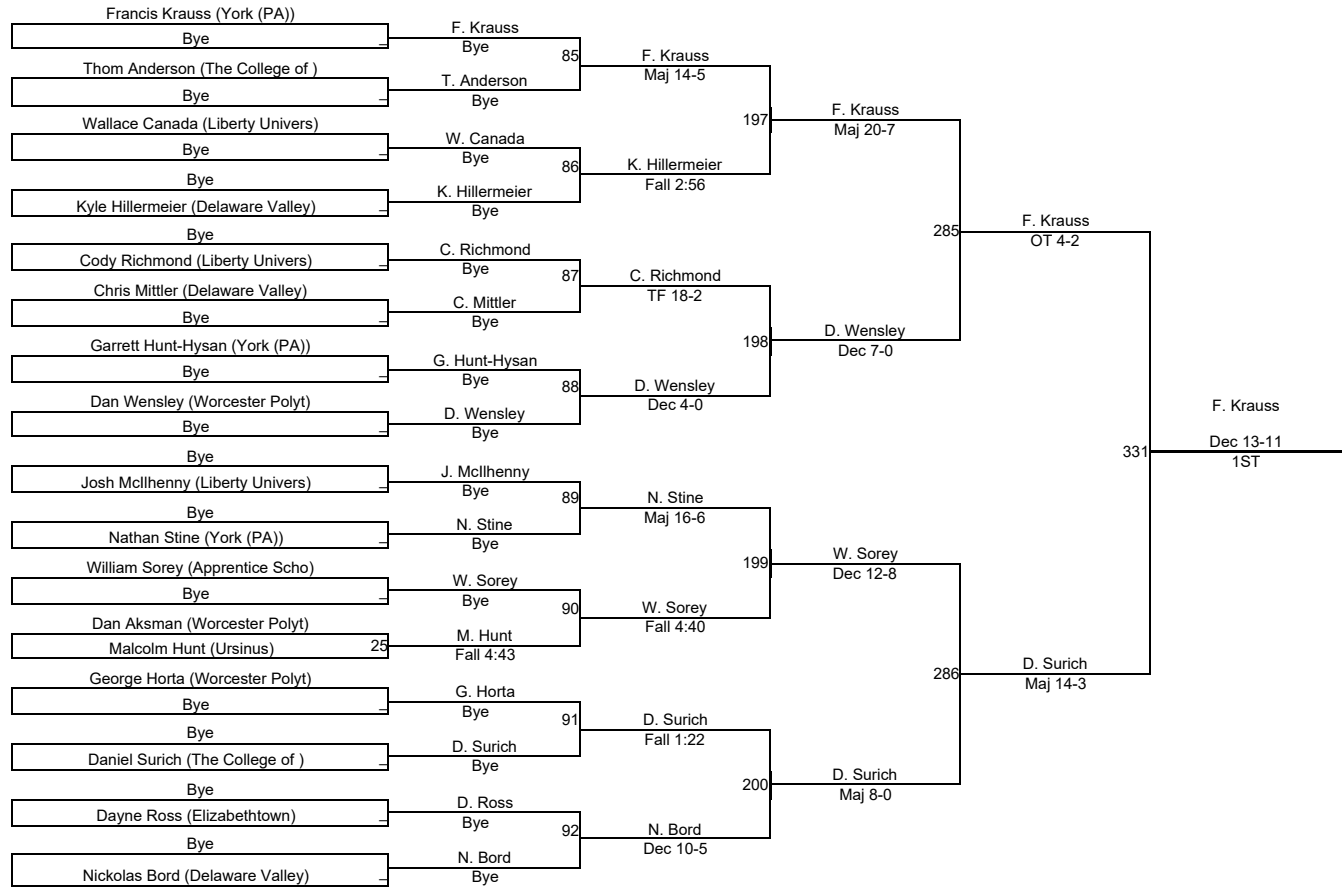 Francis Krauss (York (PA))
Bye _
Thom Anderson (The College of )
Bye _
Wallace Canada (Liberty Univers)
Bye _
Bye
Kyle Hillermeier (Delaware Valley) _
Bye
Cody Richmond (Liberty Univers) _
Chris Mittler (Delaware Valley)
Bye _
Garrett Hunt-Hysan (York (PA))
Bye _
Dan Wensley (Worcester Polyt)
Bye _
Bye
Josh McIlhenny (Liberty Univers) _
Bye
Nathan Stine (York (PA)) _
William Sorey (Apprentice Scho)
Bye _
Dan Aksman (Worcester Polyt)
Malcolm Hunt (Ursinus) 25
George Horta (Worcester Polyt)
Bye _
Bye
Daniel Surich (The College of ) _
Bye
Dayne Ross (Elizabethtown) _
Bye
Nickolas Bord (Delaware Valley) _
F. Krauss
Bye
85
T. Anderson
Bye
W. Canada
Bye
86
K. Hillermeier
Bye
C. Richmond
Bye
87
C. Mittler
Bye
G. Hunt-Hysan
Bye
88
D. Wensley
Bye
J. McIlhenny
Bye
89
N. Stine
Bye
W. Sorey
Bye
90
M. Hunt
Fall 4:43
G. Horta
Bye
91
D. Surich
Bye
D. Ross
Bye
92
N. Bord
Bye
F. Krauss
Maj 14-5
197
K. Hillermeier
Fall 2:56
C. Richmond
TF 18-2
198
D. Wensley
Dec 4-0
N. Stine
Maj 16-6
199
W. Sorey
Fall 4:40
D. Surich
Fall 1:22
200
N. Bord
Dec 10-5
F. Krauss
Maj 20-7
285
D. Wensley
Dec 7-0
W. Sorey
Dec 12-8
286
D. Surich
Maj 8-0
F. Krauss
OT 4-2
331
D. Surich
Maj 14-3
F. Krauss
Dec 13-11
1ST